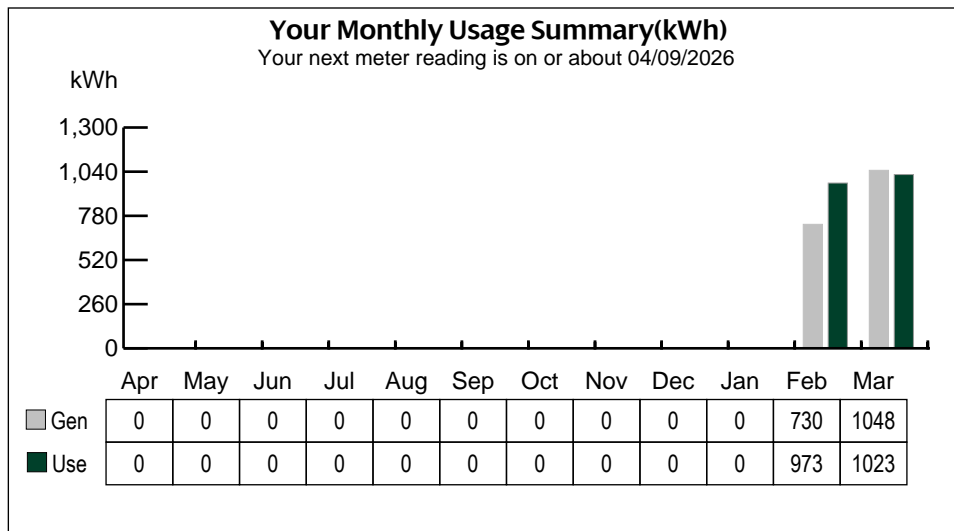 Your Monthly Usage Summary(kWh)
Your next meter reading is on or about 04/09/2026
kWh
1,300
1,040
780
520
260
0
Apr May Jun Jul Aug Sep Oct Nov Dec Jan Feb Mar
Gen 0 0 0 0 0 0 0 0 0 0 730 1048
Use 0 0 0 0 0 0 0 0 0 0 973 1023